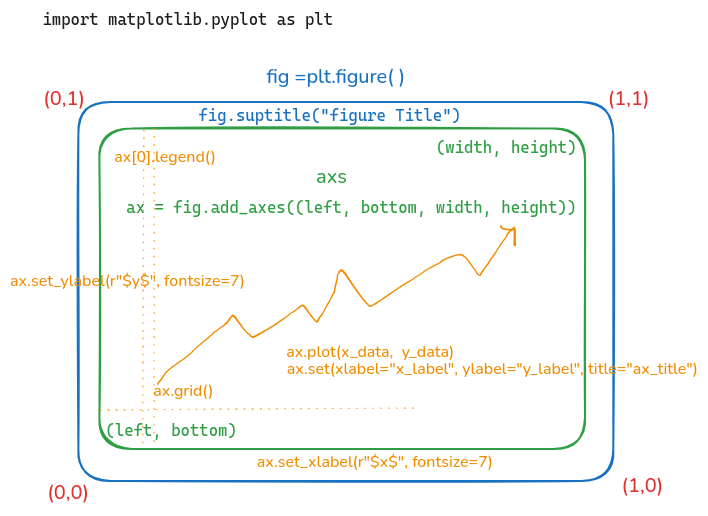 import matplotlib.pyplot as plt
fig =plt.figure( )
(0,1)
(1,1)
fig.suptitle("figure Title")
(width, height)
ax[0].legend()
axs
ax = fig.add_axes((left, bottom, width, height))
ax.set_ylabel(r"$y$", fontsize=7)
ax.plot(x_data, y_data)
ax.set(xlabel="x_label", ylabel="y_label", title="ax_title")
ax.grid()
(left, bottom)
ax.set_xlabel(r"$x$", fontsize=7)
(0,0)
(1,0)